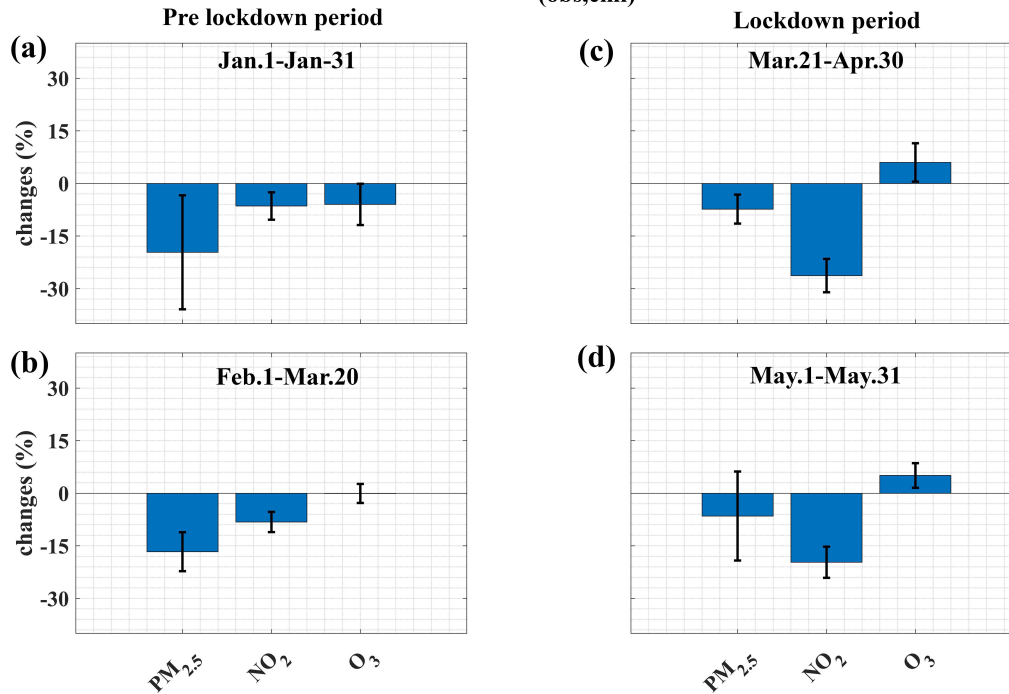 Pre lockdown period
Lockdown period
(a)
Jan.1-Jan-31
30
15
0
-15
-30
changes (%)
(c)
Mar.21-Apr.30
(b)
Feb.1-Mar.20
30
15
0
-15
-30
changes (%)
PM2.5
NO2
O3
(d)
May.1-May.31
PM2.5
NO2
O3